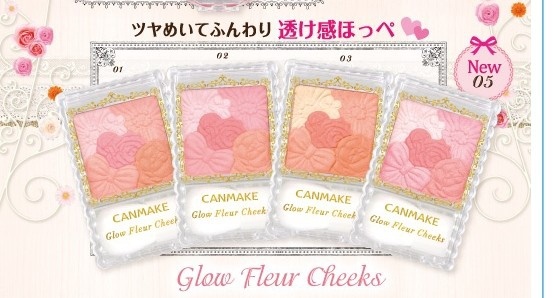 ツヤめいてふんわり 透け感ほっぺ
01
02
03
New
05
CANMAKE
Glow Fleur Cheeks
CANMAKE
Glow Fleur Cheeks
CANMAKE
Glow Fleur Cheeks
CANMAKE
Glow Fleur Cheeks
Glow Fleur Cheeks